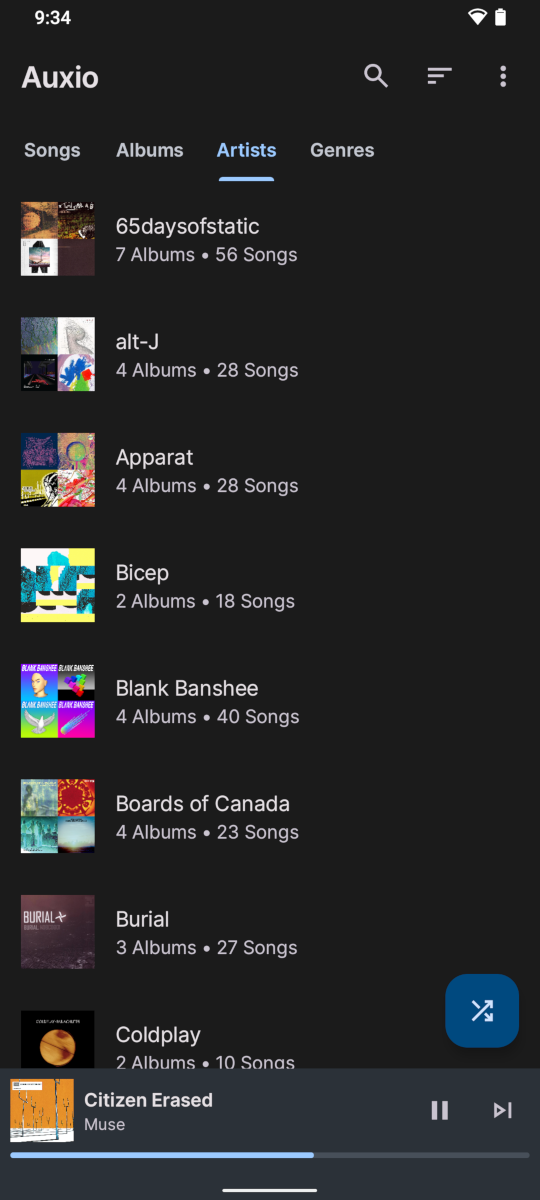 9:34
Auxio
Songs Albums Artists Genres
65daysofstatic
7 Albums • 56 Songs
alt-J
4 Albums • 28 Songs
Apparat
4 Albums • 28 Songs
Bicep
2 Albums • 18 Songs
BLANK BANSHEE BLANK BANSHEE
BLANK BANSHEE BLANK BANSHEE
Blank Banshee
4 Albums • 40 Songs
Boards of Canada
4 Albums • 23 Songs
BURIAL
Burial
3 Albums • 27 Songs
Coldplay
2 Albums • 10 Songs
Citizen Erased
Muse